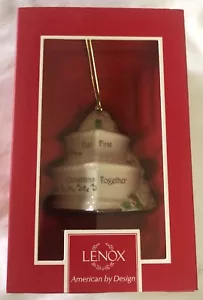 Our First
Christmas Together
LENOX
American by Design